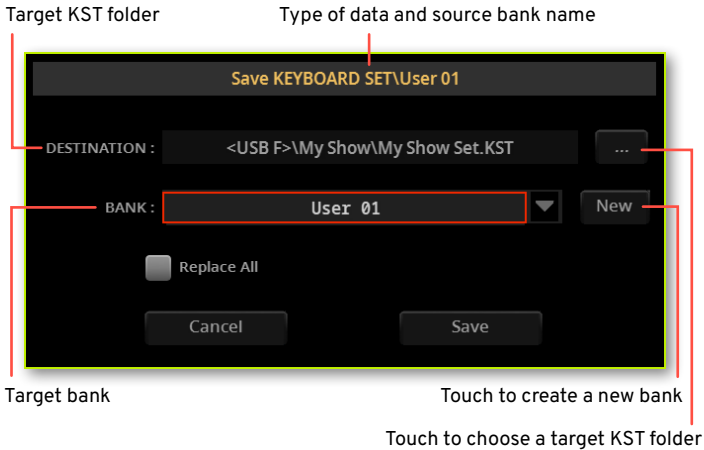 Target KST folder
Type of data and source bank name
Save KEYBOARD SET\User 01
DESTINATION :
<USB F>\My Show\My Show Set.KST
...
BANK :
User 01
New
Replace All
Cancel
Save
Target bank
Touch to create a new bank
Touch to choose a target KST folder